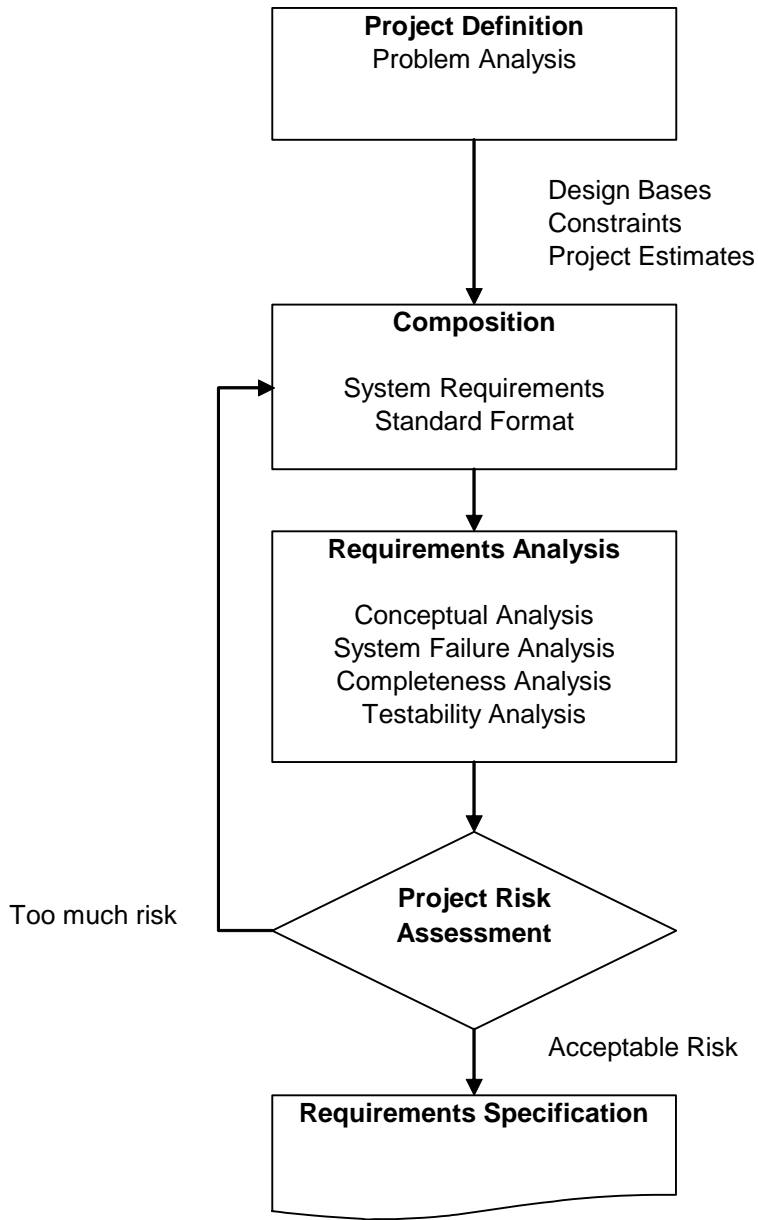 Project Definition
Problem Analysis
Design Bases
Constraints
Project Estimates
Composition
System Requirements
Standard Format
Requirements Analysis
Conceptual Analysis
System Failure Analysis
Completeness Analysis
Testability Analysis
Project Risk
Assessment
Too much risk
Acceptable Risk
Requirements Specification